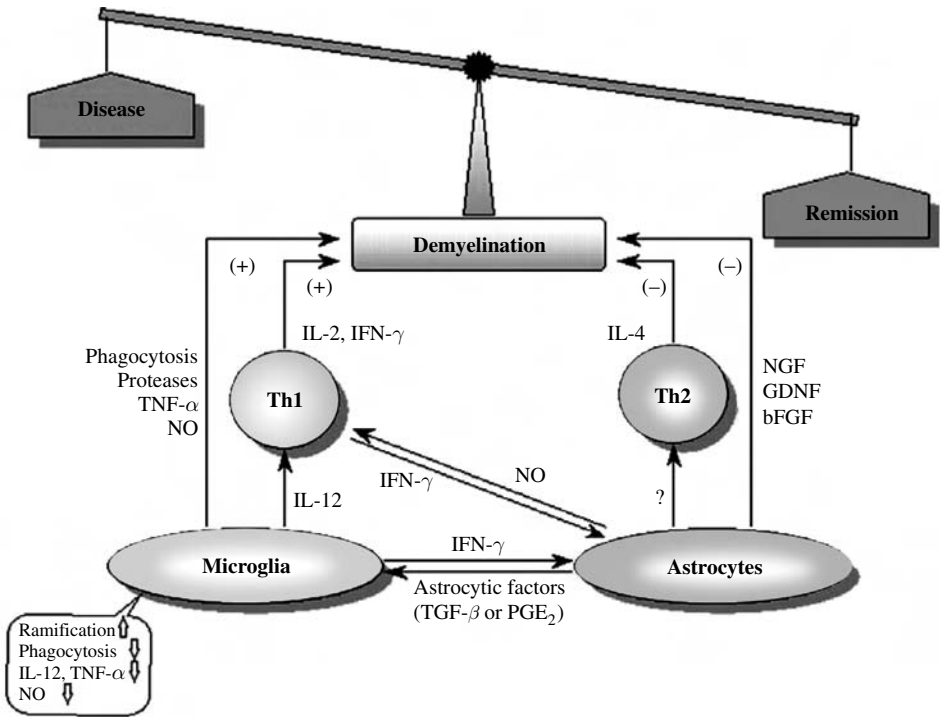 Disease
Remission
Demyelination
(+)
(+)
(–)
(–)
IL-2, IFN-γ
IL-4
Phagocytosis
Proteases
TNF-α
NO
Th1
Th2
NGF
GDNF
bFGF
IFN-γ
NO
IL-12
?
Microglia
IFN-γ
Astrocytic factors
(TGF-β or PGE₂)
Astrocytes
Ramification ⇧
Phagocytosis ⇩
IL-12, TNF-α ⇩
NO ⇩